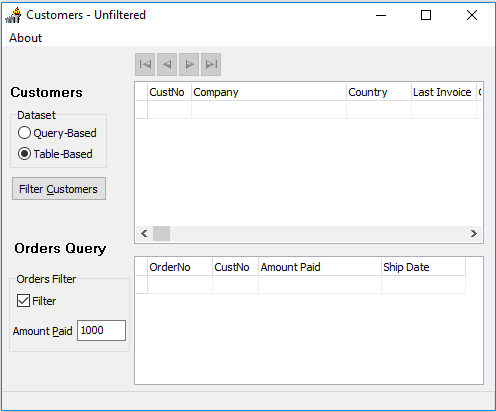 Customers - Unfiltered
About
CustNo Company Country Last Invoice
Customers
Dataset
Query-Based
Table-Based
Filter Customers
Orders Query
OrderNo CustNo Amount Paid Ship Date
Orders Filter
Filter
Amount Paid 1000